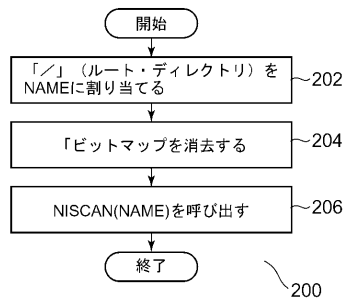 開始
「／」（ルート・ディレクトリ）を
NAMEに割り当てる
202
「ビットマップを消去する
204
NISCAN(NAME)を呼び出す
206
終了
200